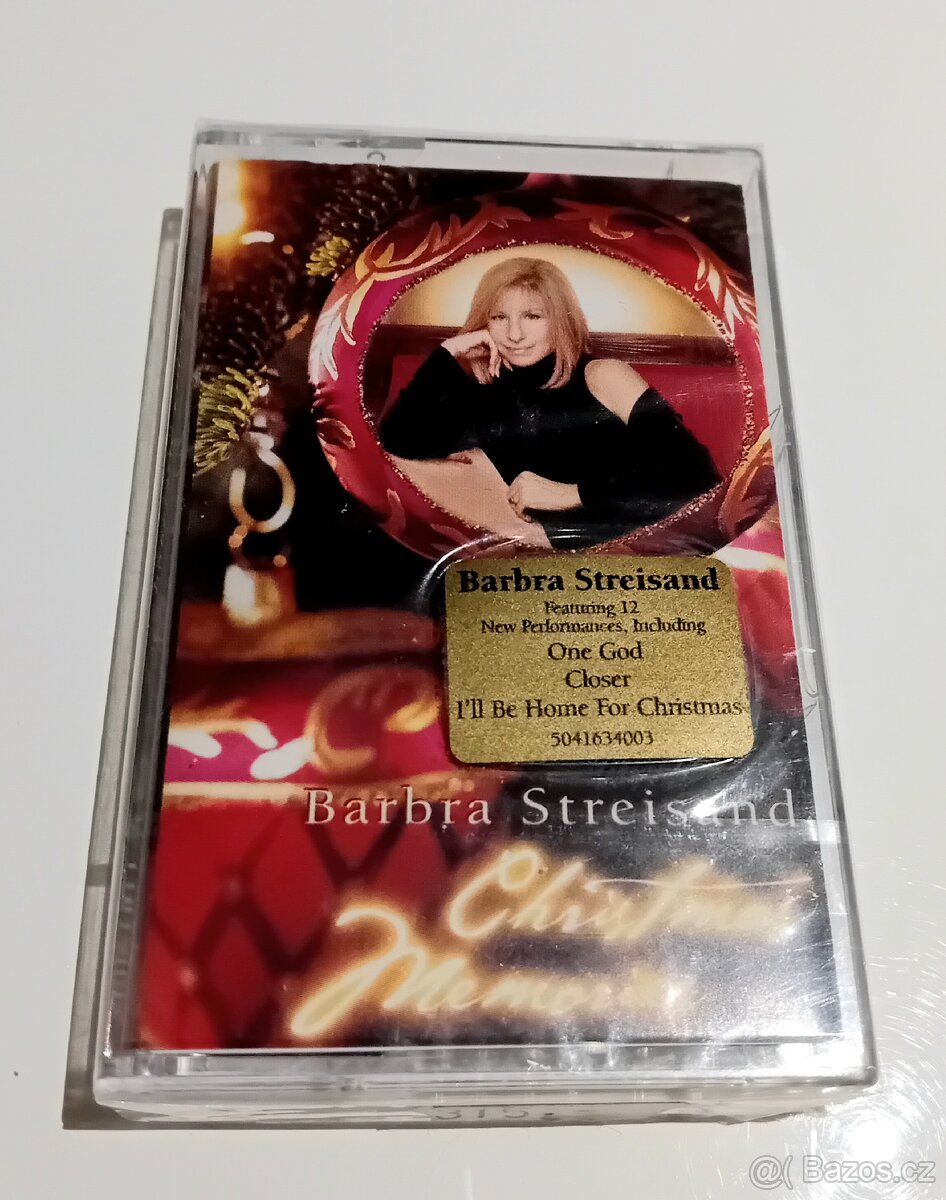 Barbra Streisand
Featuring 12
New Performances, Including
One God
Closer
I'll Be Home For Christmas
5041634003
Barbra Streisand
Christmas
Memories
375.-
@( Bazos.cz